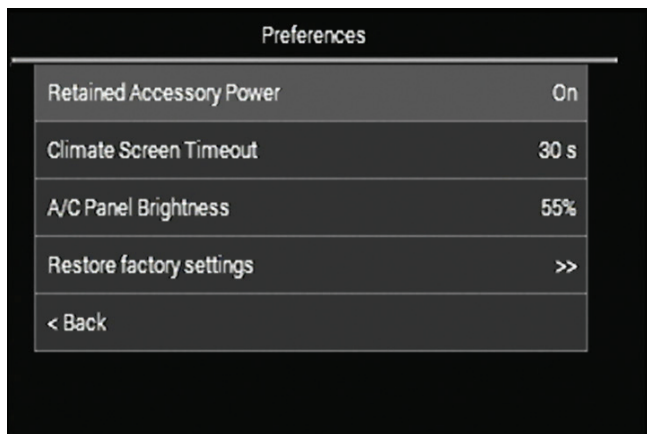 Preferences
Retained Accessory Power On
Climate Screen Timeout 30 s
A/C Panel Brightness 55%
Restore factory settings >>
< Back